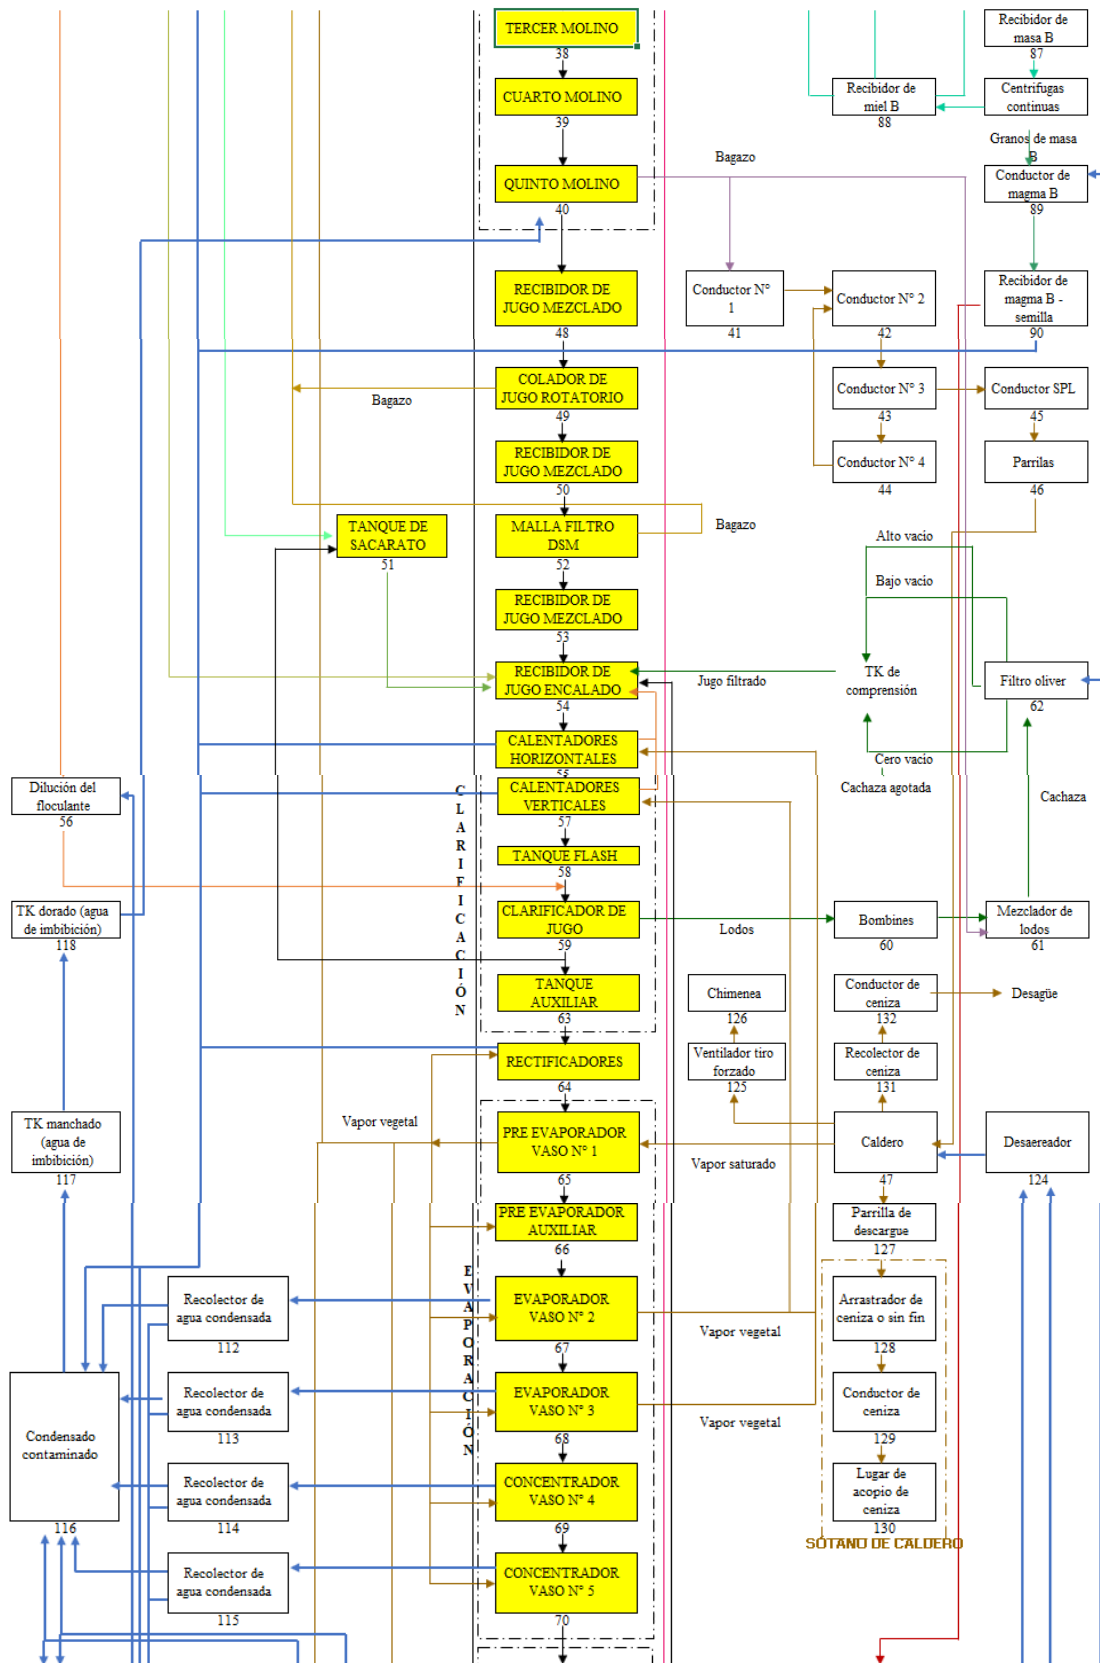 TERCER MOLINO
38
Recibidor de
masa B
87
CUARTO MOLINO
39
Recibidor de
miel B
88
Centrifugas
continuas
Granos de masa
B
QUINTO MOLINO
40
Bagazo
Conductor de
magma B
89
RECIBIDOR DE
JUGO MEZCLADO
48
Conductor N°
1
41
Conductor N° 2
42
Recibidor de
magma B -
semilla
90
COLADOR DE
JUGO ROTATORIO
49
Bagazo
Conductor N° 3
43
Conductor SPL
45
RECIBIDOR DE
JUGO MEZCLADO
50
Conductor N° 4
44
Parrilas
46
TANQUE DE
SACARATO
51
MALLA FILTRO
DSM
52
Bagazo
Alto vacio
Bajo vacio
RECIBIDOR DE
JUGO MEZCLADO
53
RECIBIDOR DE
JUGO ENCALADO
54
Jugo filtrado
TK de
comprensión
Filtro oliver
62
CALENTADORES
HORIZONTALES
55
Cero vacio
Cachaza agotada
Cachaza
Dilución del
floculante
56
CLARIFICACIÓN
CALENTADORES
VERTICALES
57
TANQUE FLASH
58
TK dorado (agua
de imbibición)
118
CLARIFICADOR DE
JUGO
59
Lodos
Bombines
60
Mezclador de
lodos
61
TANQUE
AUXILIAR
63
Chimenea
126
Conductor de
ceniza
132
Desagüe
RECTIFICADORES
64
Ventilador tiro
forzado
125
Recolector de
ceniza
131
TK manchado
(agua de
imbibición)
117
Vapor vegetal
PRE EVAPORADOR
VASO N° 1
65
Vapor saturado
Caldero
47
Desaereador
124
PRE EVAPORADOR
AUXILIAR
66
Parrilla de
descargue
127
EVAPORACIÓN
Recolector de
agua condensada
112
EVAPORADOR
VASO N° 2
67
Vapor vegetal
Arrastrador de
ceniza o sin fin
128
Condensado
contaminado
116
Recolector de
agua condensada
113
EVAPORADOR
VASO N° 3
68
Vapor vegetal
Conductor de
ceniza
129
Recolector de
agua condensada
114
CONCENTRADOR
VASO N° 4
69
Lugar de
acopio de
ceniza
130
SÓTANO DE CALDERO
Recolector de
agua condensada
115
CONCENTRADOR
VASO N° 5
70